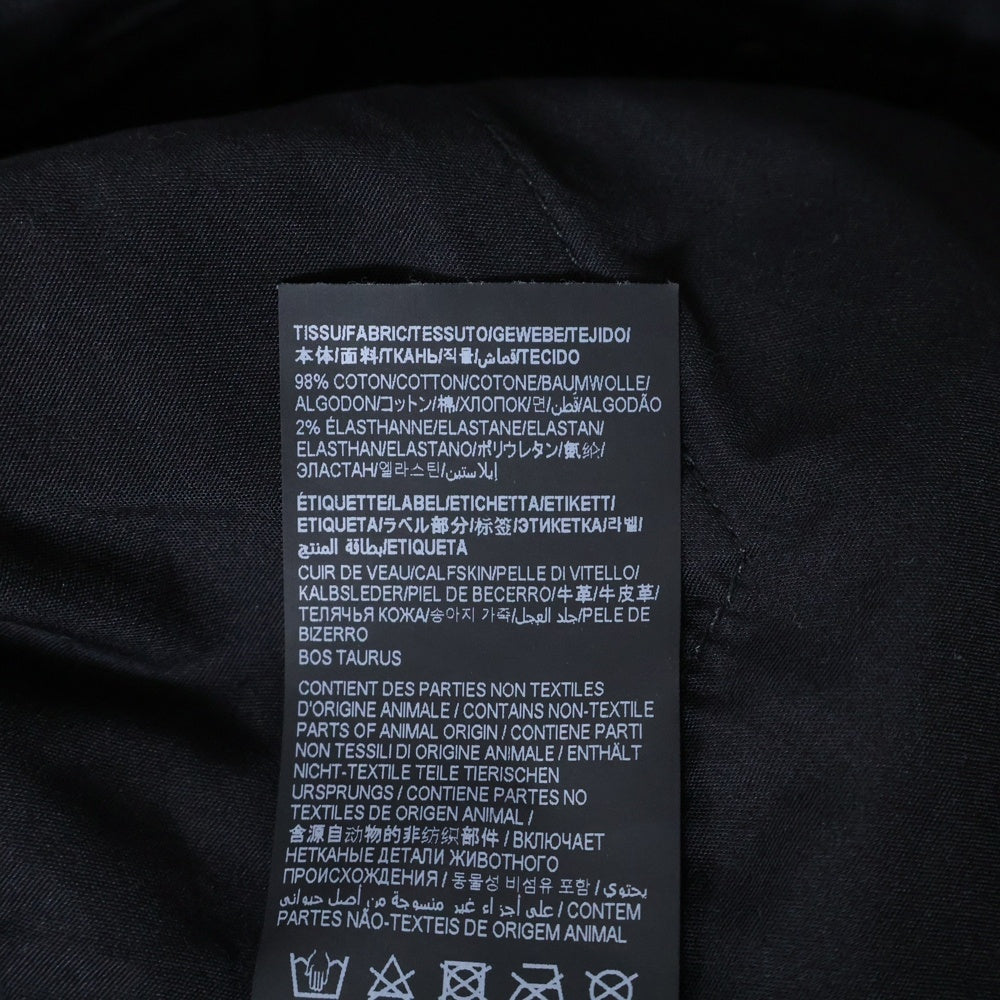 TISSU/FABRIC/TESSUTO/GEWEBE/TEJIDO/
本体/面料/ТКАНЬ/직물/قماش/TECIDO
98% COTON/COTTON/COTONE/BAUMWOLLE/
ALGODON/コットン/棉/ХЛОПОК/면/قطن/ALGODÃO
2% ÉLASTHANNE/ELASTANE/ELASTAN/
ELASTHAN/ELASTANO/ポリウレタン/氨纶/
ЭЛАСТАН/엘라스틴/إيلاستين
ÉTIQUETTE/LABEL/ETICHETTA/ETIKETT/
ETIQUETA/ラベル部分/标签/ЭТИКЕТКА/라벨/
بطاقة المنتج/ETIQUETA
CUIR DE VEAU/CALFSKIN/PELLE DI VITELLO/
KALBSLEDER/PIEL DE BECERRO/牛革/牛皮革/
ТЕЛЯЧЬЯ КОЖА/송아지 가죽/جلد العجل/PELE DE
BIZERRO
BOS TAURUS
CONTIENT DES PARTIES NON TEXTILES
D'ORIGINE ANIMALE / CONTAINS NON-TEXTILE
PARTS OF ANIMAL ORIGIN / CONTIENE PARTI
NON TESSILI DI ORIGINE ANIMALE / ENTHÄLT
NICHT-TEXTILE TEILE TIERISCHEN
URSPRUNGS / CONTIENE PARTES NO
TEXTILES DE ORIGEN ANIMAL /
含源自动物的非纺织部件 / ВКЛЮЧАЕТ
НЕТКАНЫЕ ДЕТАЛИ ЖИВОТНОГО
ПРОИСХОЖДЕНИЯ / 동물성 비섬유 포함 / يحتوي
على أجزاء غير منسوجة من أصل حيواني / CONTEM
PARTES NÃO-TEXTEIS DE ORIGEM ANIMAL